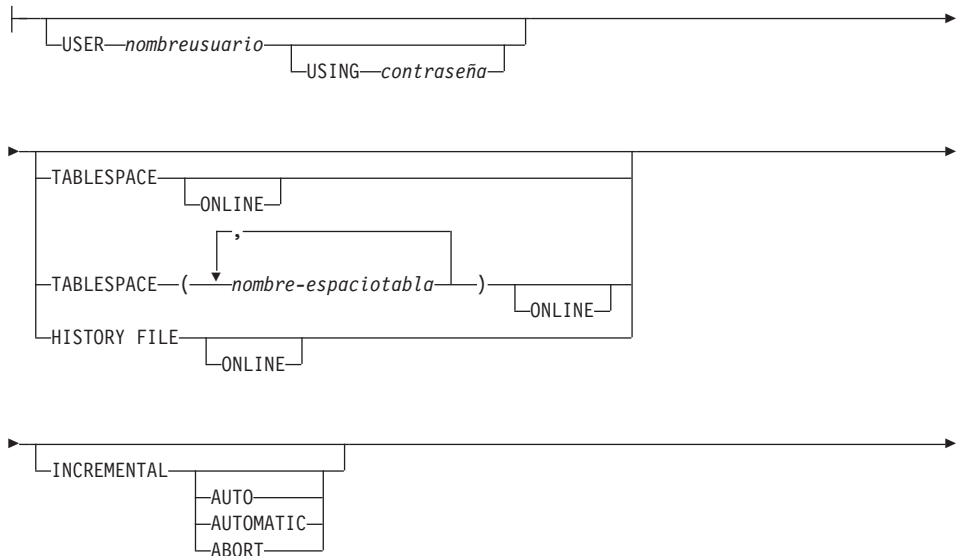 USER nombreusuario
USING contraseña
TABLESPACE
ONLINE
,
TABLESPACE ( nombre-espaciotabla )
ONLINE
HISTORY FILE
ONLINE
INCREMENTAL
AUTO
AUTOMATIC
ABORT